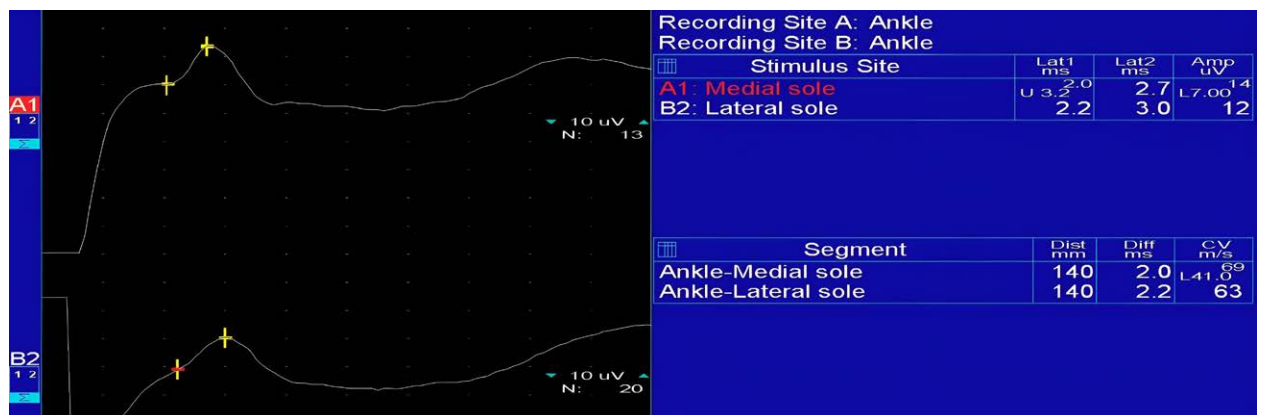 A1
1 2
Σ
10 uV
N: 13
B2
1 2
Σ
10 uV
N: 20
Recording Site A: Ankle
Recording Site B: Ankle
Stimulus Site Lat1 ms Lat2 ms Amp uV
A1: Medial sole U 3.2 2.0 2.7 L7.00 14
B2: Lateral sole 2.2 3.0 12
Segment Dist mm Diff ms CV m/s
Ankle-Medial sole 140 2.0 L41.0 69
Ankle-Lateral sole 140 2.2 63